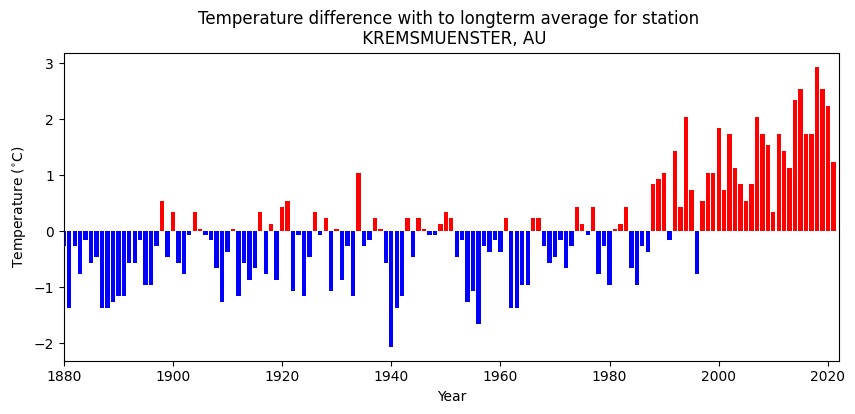 Temperature difference with to longterm average for station
KREMSMUENSTER, AU
Temperature (°C)
3
2
1
0
−1
−2
1880 1900 1920 1940 1960 1980 2000 2020
Year